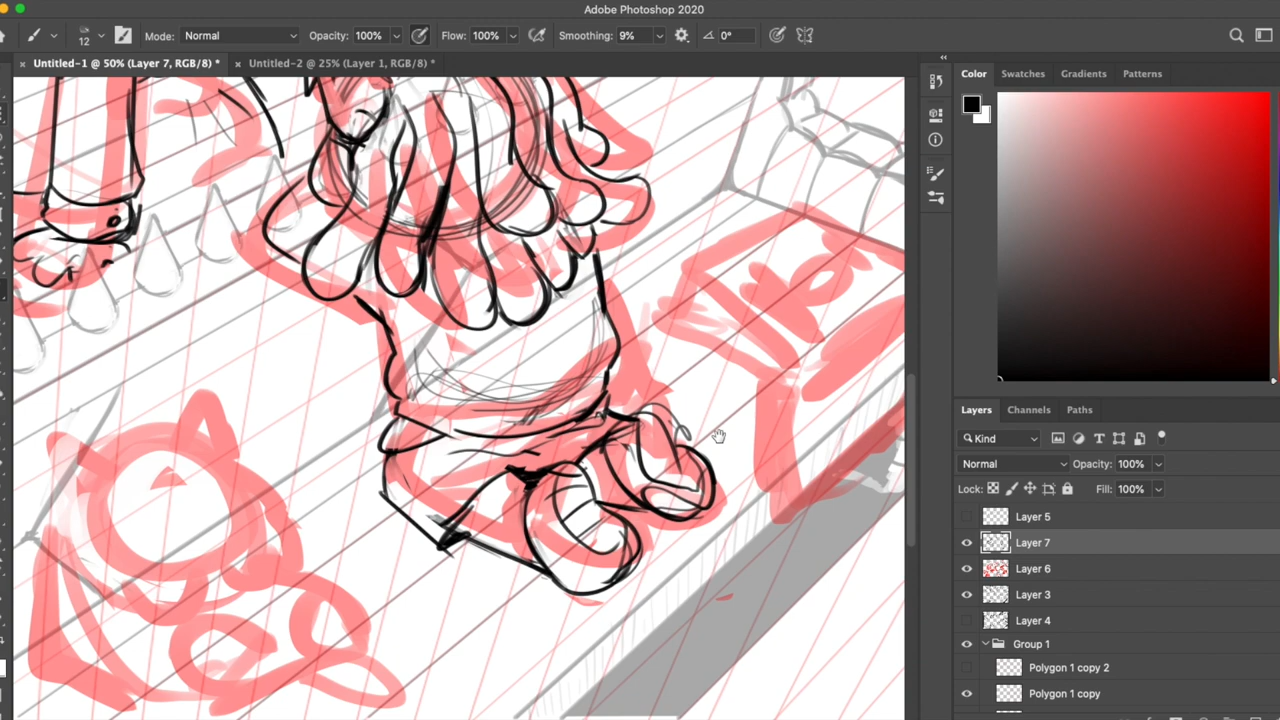 Adobe Photoshop 2020
12 Mode: Normal Opacity: 100% Flow: 100% Smoothing: 9% 0°
× Untitled-1 @ 50% (Layer 7, RGB/8) * × Untitled-2 @ 25% (Layer 1, RGB/8) *
Color Swatches Gradients Patterns
Layers Channels Paths
Kind
Normal Opacity: 100%
Lock: Fill: 100%
Layer 5
Layer 7
Layer 6
Layer 3
Layer 4
Group 1
Polygon 1 copy 2
Polygon 1 copy